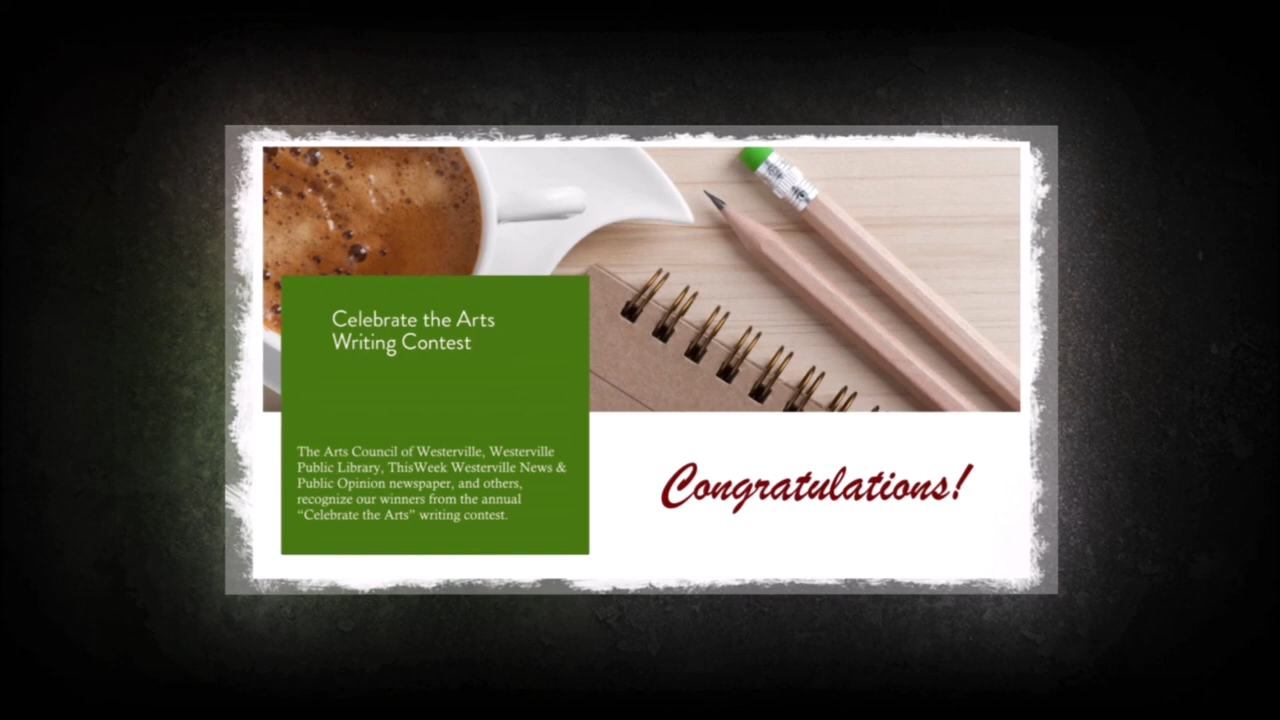 Celebrate the Arts
Writing Contest
The Arts Council of Westerville, Westerville
Public Library, ThisWeek Westerville News &
Public Opinion newspaper, and others,
recognize our winners from the annual
“Celebrate the Arts” writing contest.
Congratulations!